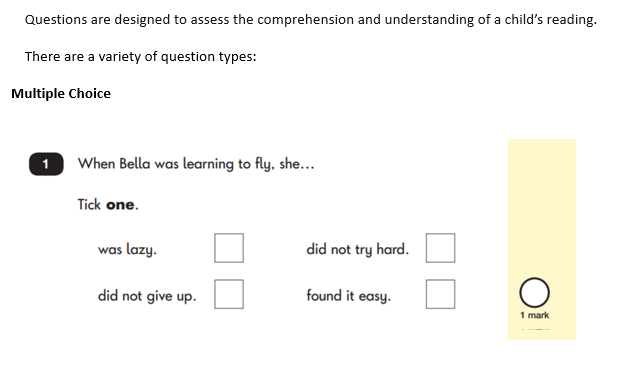 Questions are designed to assess the comprehension and understanding of a child's reading.
There are a variety of question types:
Multiple Choice
1 When Bella was learning to fly, she...
Tick one.
was lazy. did not try hard.
did not give up. found it easy.
1 mark